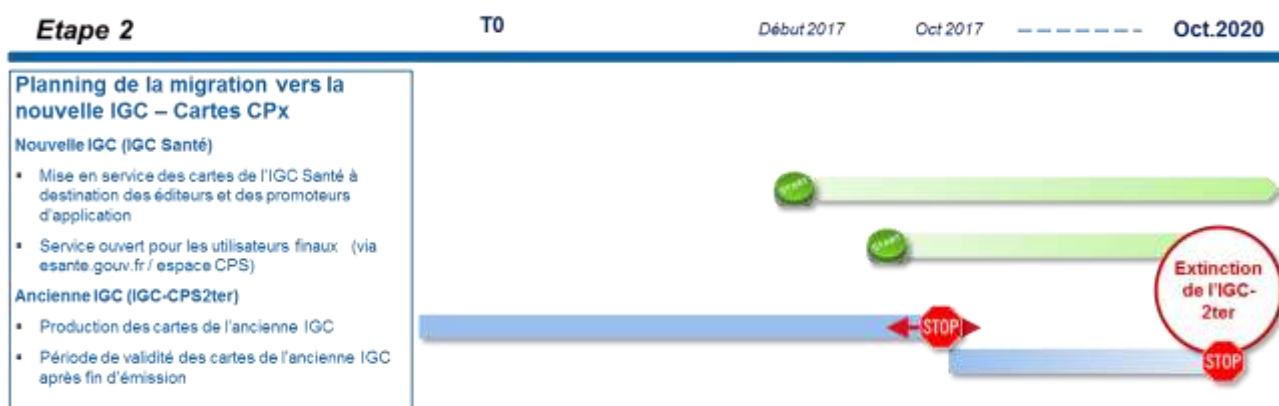 Etape 2 T0 Début 2017 Oct 2017 Oct.2020
Planning de la migration vers la
nouvelle IGC – Cartes CPx
Nouvelle IGC (IGC Santé)
▪ Mise en service des cartes de l'IGC Santé à
destination des éditeurs et des promoteurs
d'application
START
▪ Service ouvert pour les utilisateurs finaux (via
esante.gouv.fr / espace CPS)
START
Extinction
de l'IGC-
2ter
Ancienne IGC (IGC-CPS2ter)
▪ Production des cartes de l'ancienne IGC
STOP
▪ Période de validité des cartes de l'ancienne IGC
après fin d'émission
STOP